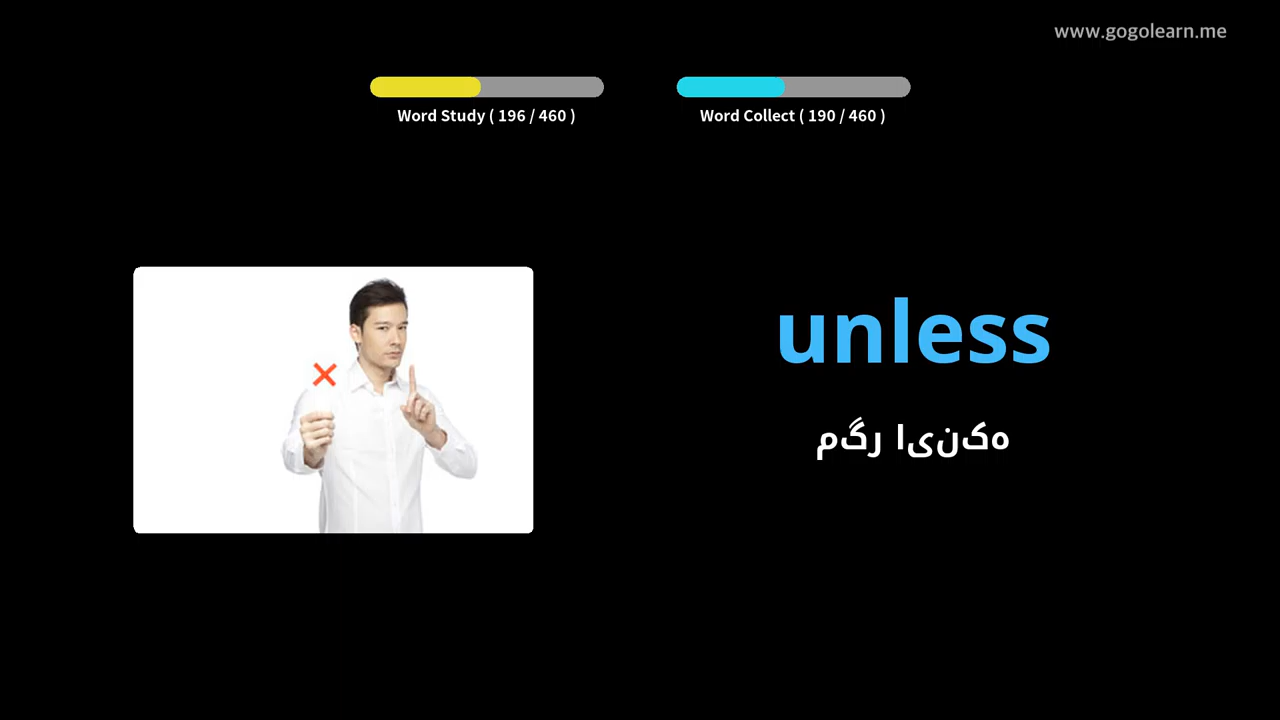 www.gogolearn.me
Word Study ( 196 / 460 )
Word Collect ( 190 / 460 )
unless
مگر اینکه